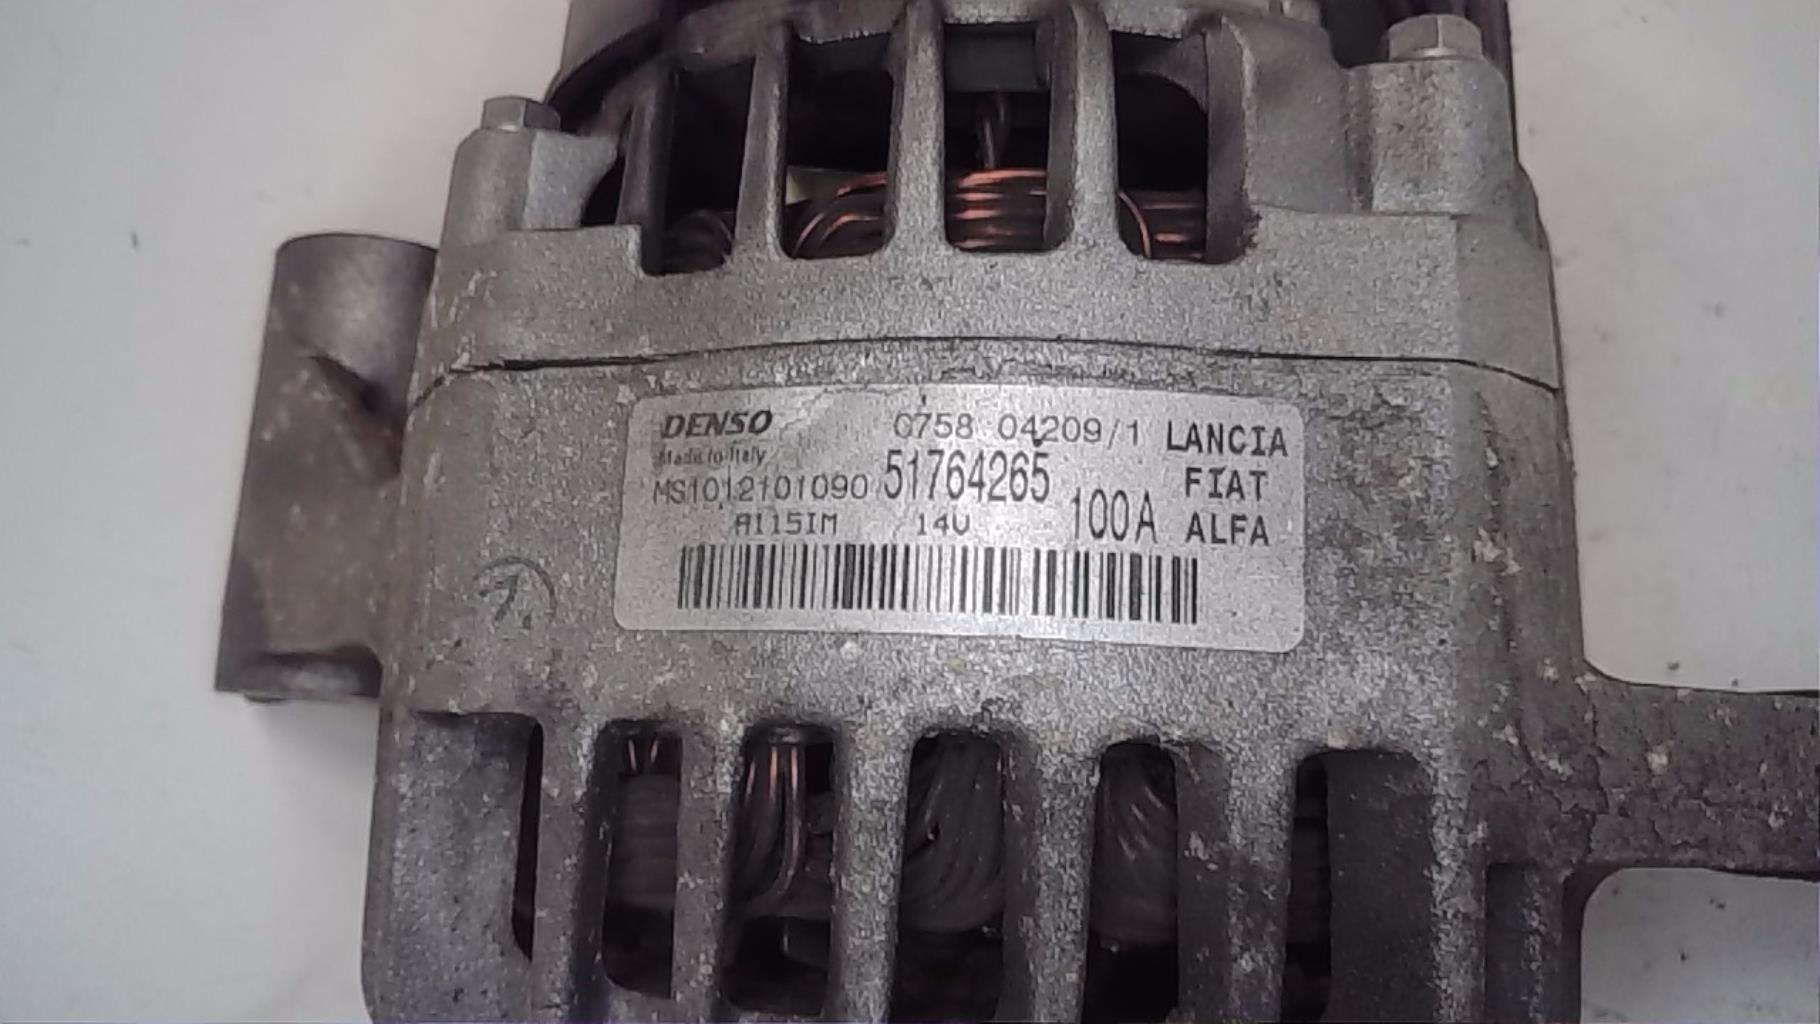 DENSO 0758 04209/1 LANCIA
Made in Italy
MS1012101090 51764265 FIAT
A115IM 14V 100A ALFA